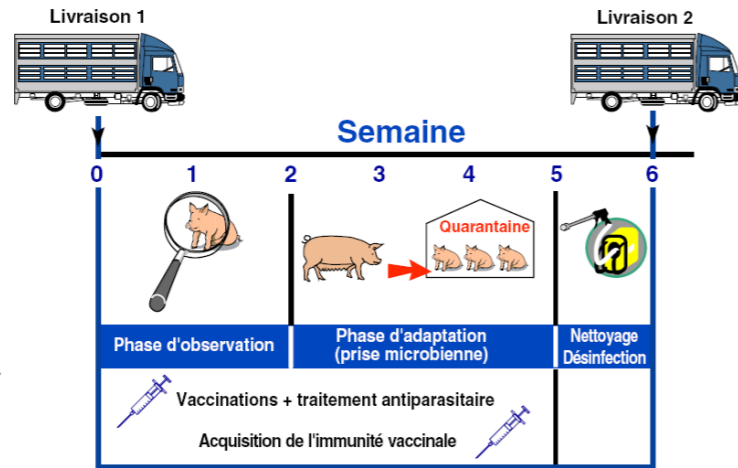 Livraison 1
Livraison 2
Semaine
0 1 2 3 4 5 6
Quarantaine
Phase d'observation
Phase d'adaptation
(prise microbienne)
Nettoyage
Désinfection
Vaccinations + traitement antiparasitaire
Acquisition de l'immunité vaccinale